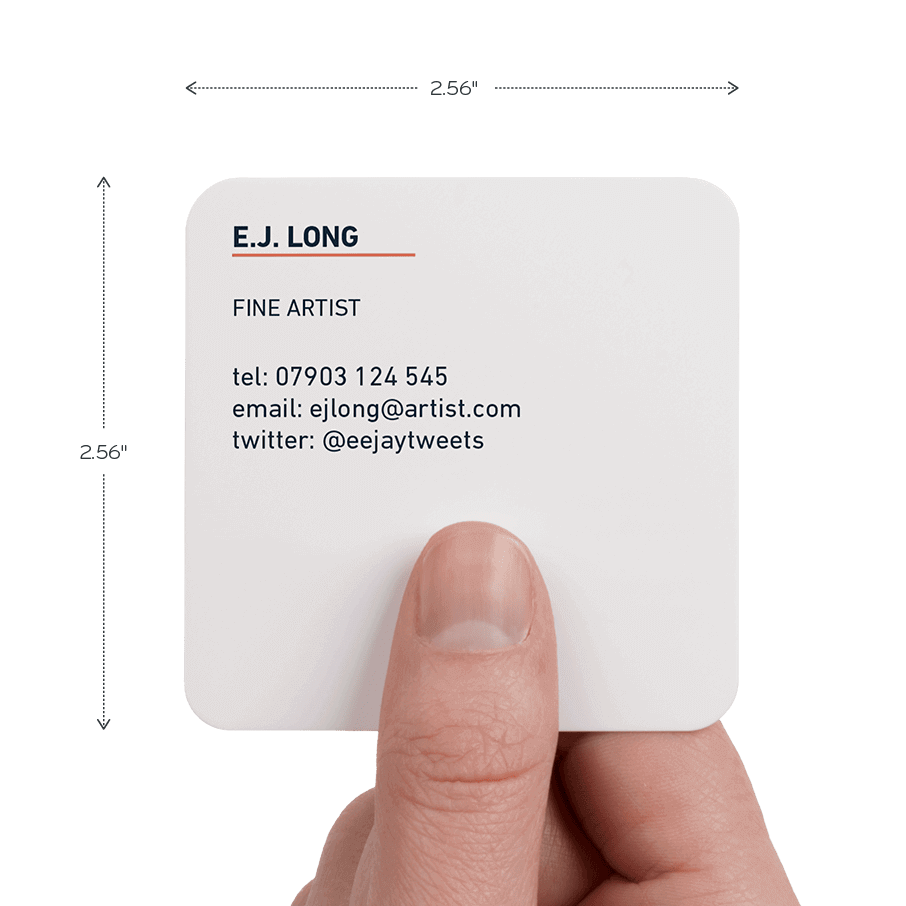 2.56"
E.J. LONG
FINE ARTIST
tel: 07903 124 545
email: ejlong@artist.com
2.56"
twitter: @eejaytweets